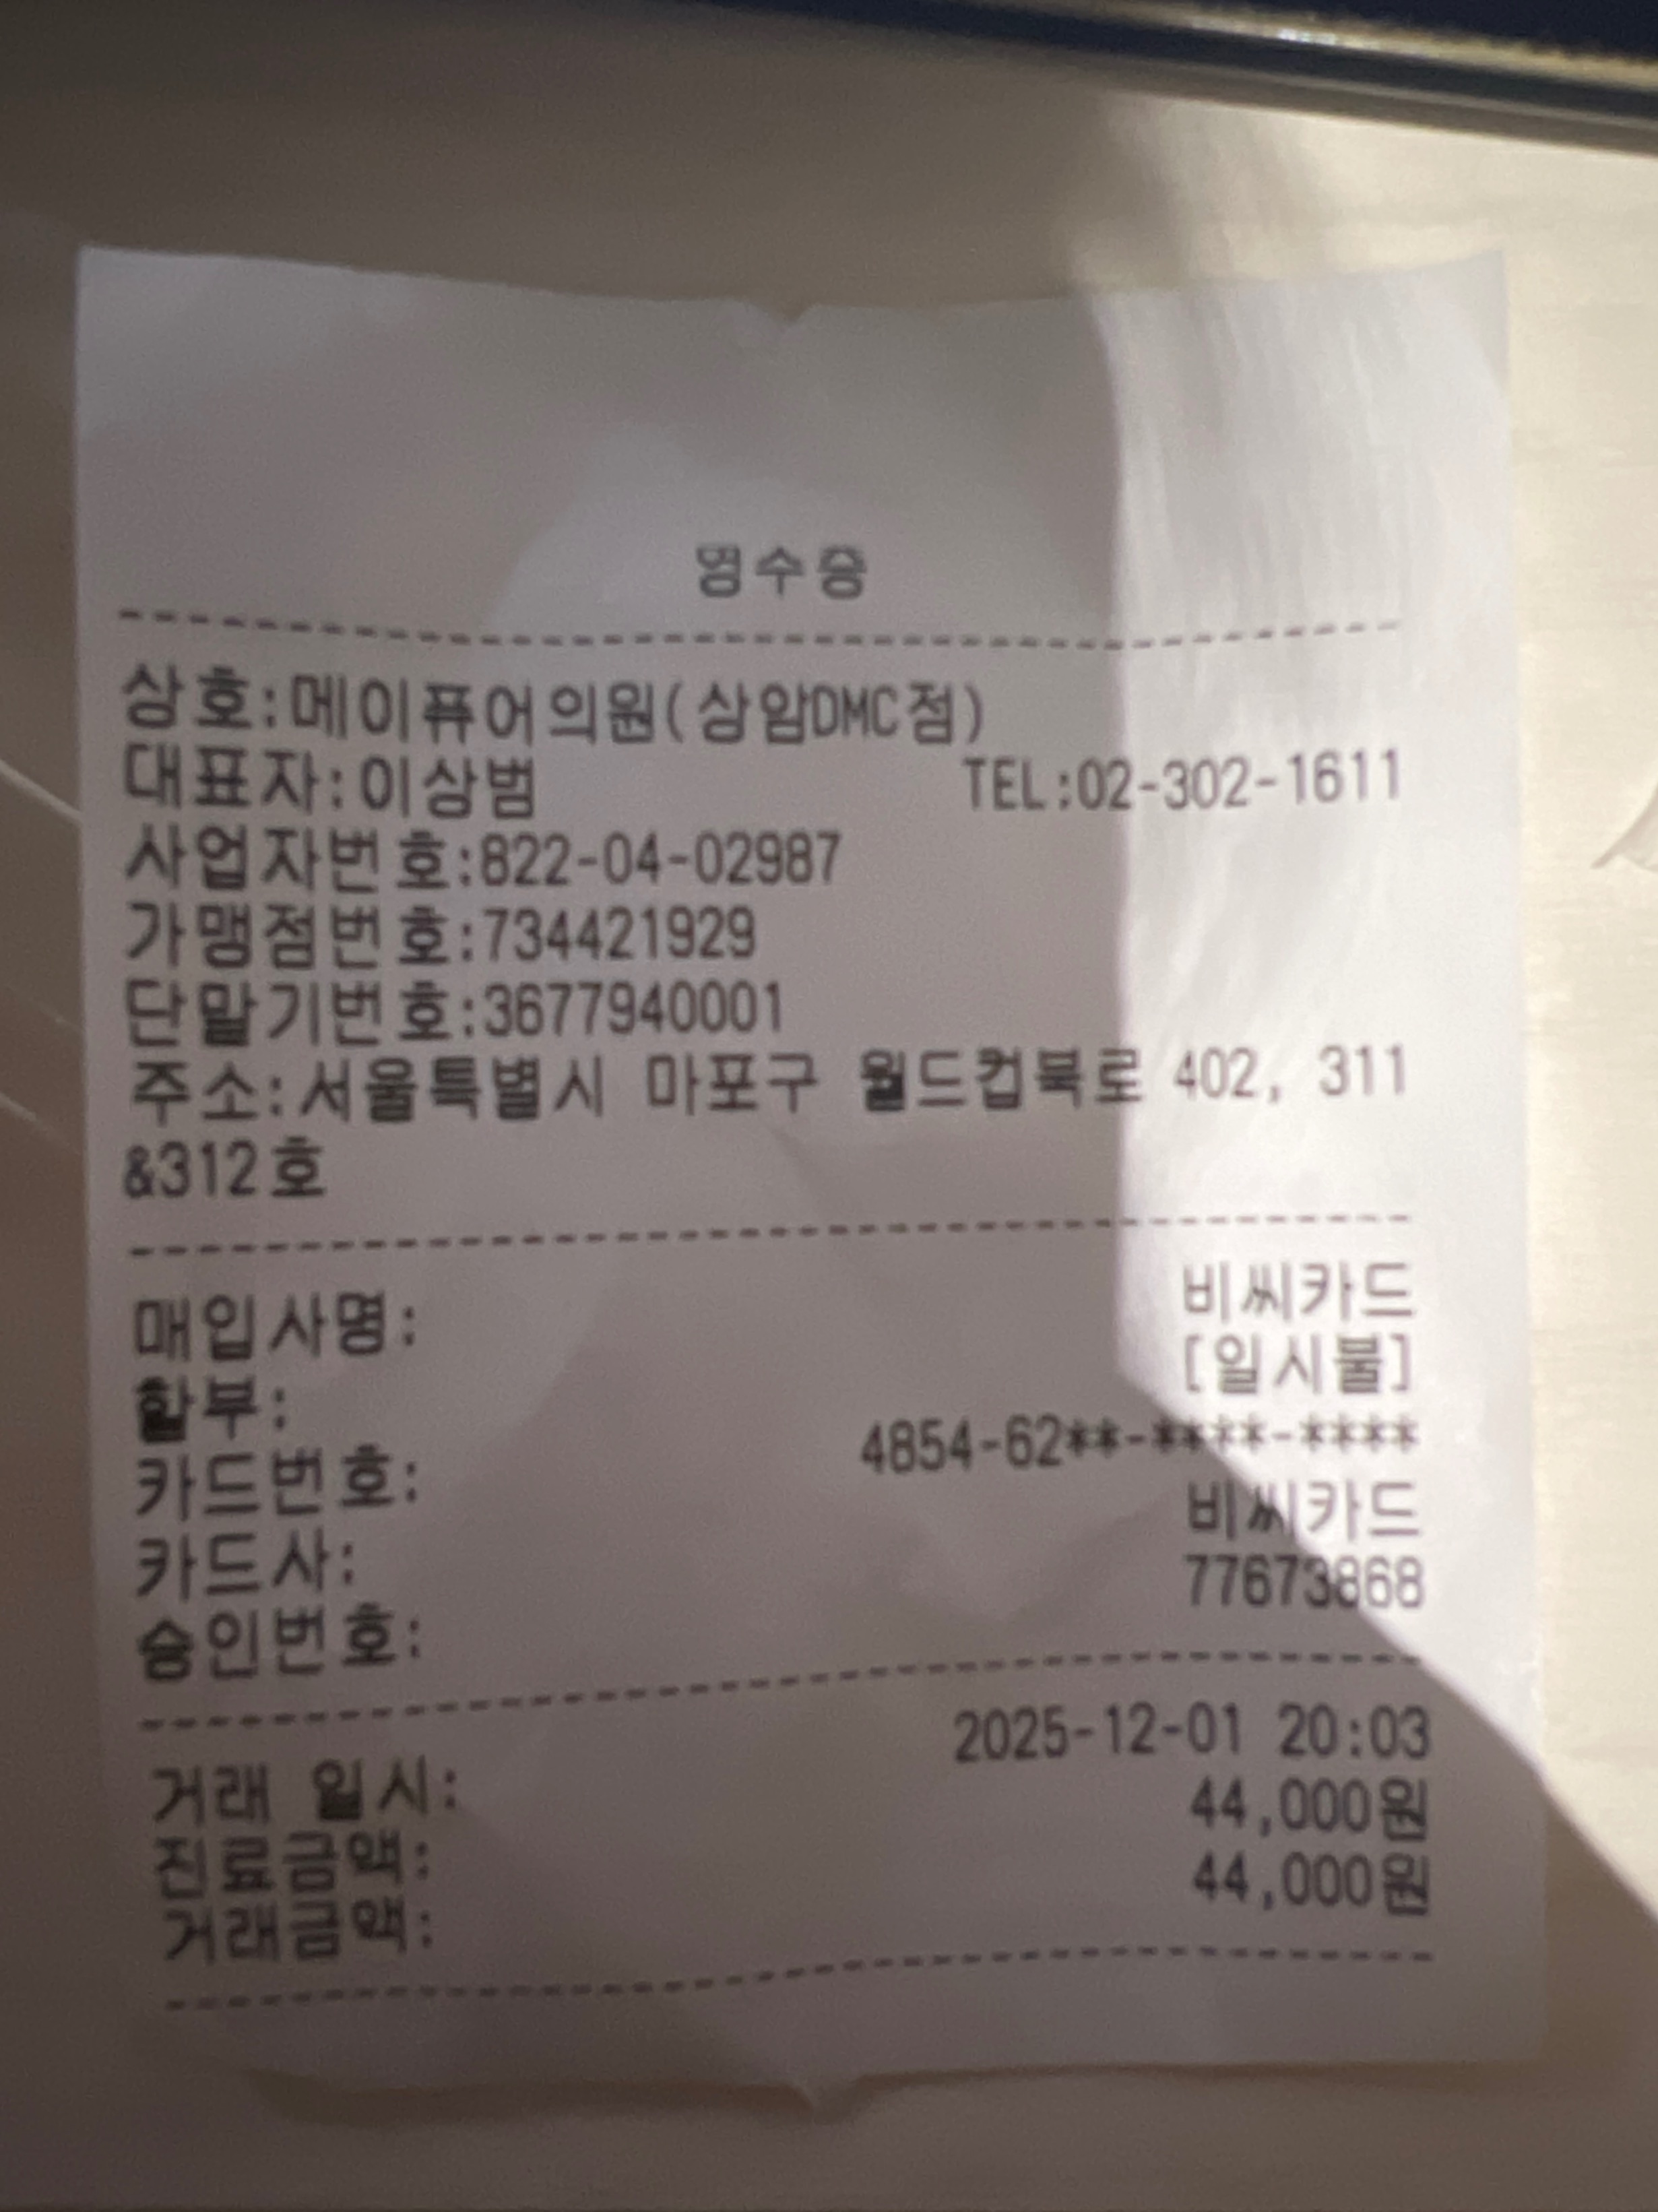 영수증
상호:메이퓨어의원(상암DMC점)
대표자:이상범 TEL:02-302-1611
사업자번호:822-04-02987
가맹점번호:734421929
단말기번호:3677940001
주소:서울특별시 마포구 월드컵북로 402, 311
&312호
매입사명: 비씨카드
할부: [일시불]
카드번호: 4854-62**-****-****
카드사: 비씨카드
승인번호: 77673868
거래 일시: 2025-12-01 20:03
진료금액: 44,000원
거래금액: 44,000원